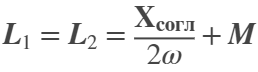 L₁ = L₂ = Xсогл / 2ω + M